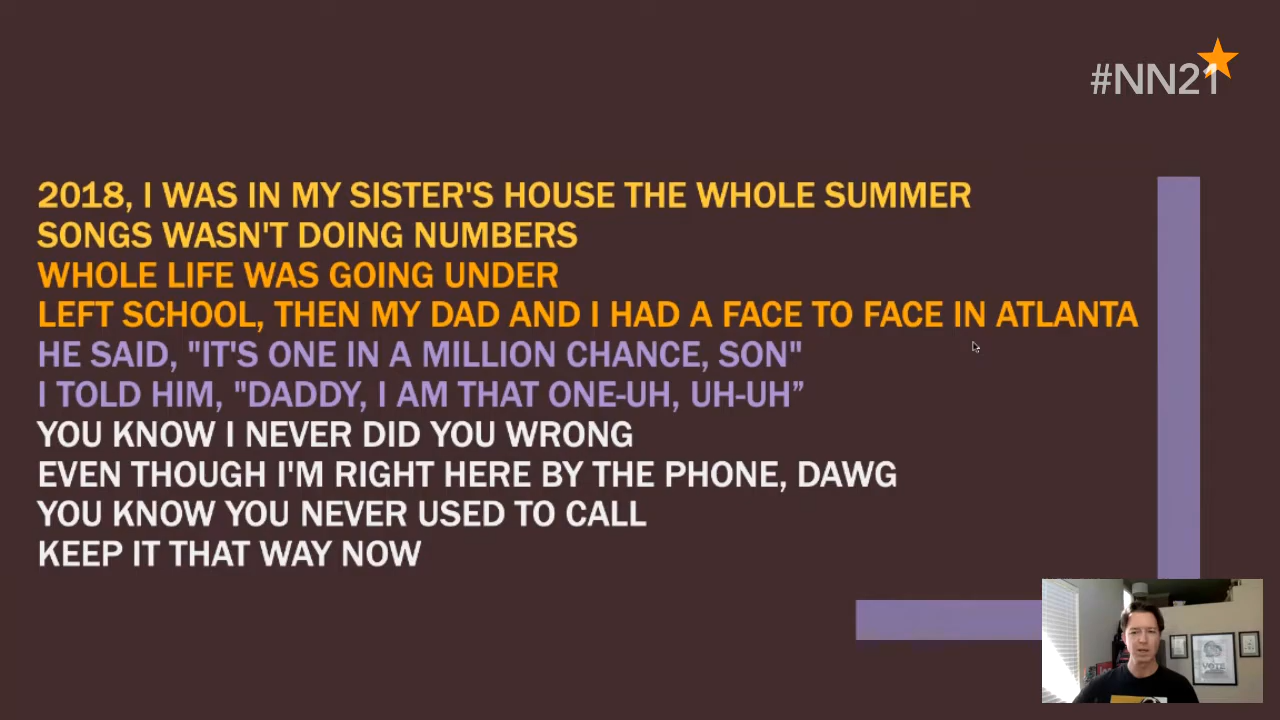 #NN21
2018, I WAS IN MY SISTER'S HOUSE THE WHOLE SUMMER
SONGS WASN'T DOING NUMBERS
WHOLE LIFE WAS GOING UNDER
LEFT SCHOOL, THEN MY DAD AND I HAD A FACE TO FACE IN ATLANTA
HE SAID, "IT'S ONE IN A MILLION CHANCE, SON"
I TOLD HIM, "DADDY, I AM THAT ONE-UH, UH-UH”
YOU KNOW I NEVER DID YOU WRONG
EVEN THOUGH I'M RIGHT HERE BY THE PHONE, DAWG
YOU KNOW YOU NEVER USED TO CALL
KEEP IT THAT WAY NOW
VOTE